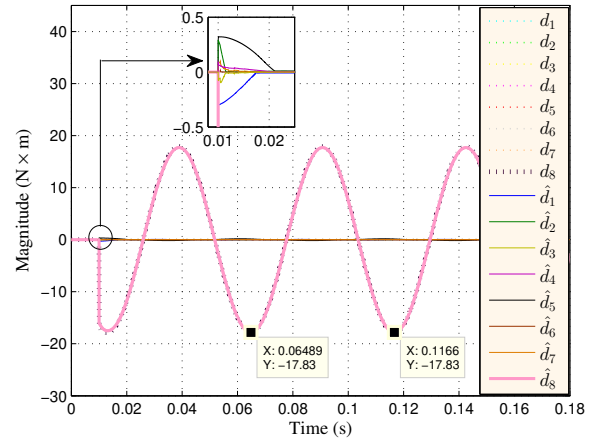 0.5
0
−0.5
0.01
0.02
40
30
20
10
0
−10
−20
−30
Magnitude (N × m)
0
0.02
0.04
0.06
0.08
0.1
0.12
0.14
0.16
0.18
Time (s)
X: 0.06489
Y: −17.83
X: 0.1166
Y: −17.83
d₁
d₂
d₃
d₄
d₅
d₆
d₇
d₈
d̂₁
d̂₂
d̂₃
d̂₄
d̂₅
d̂₆
d̂₇
d̂₈